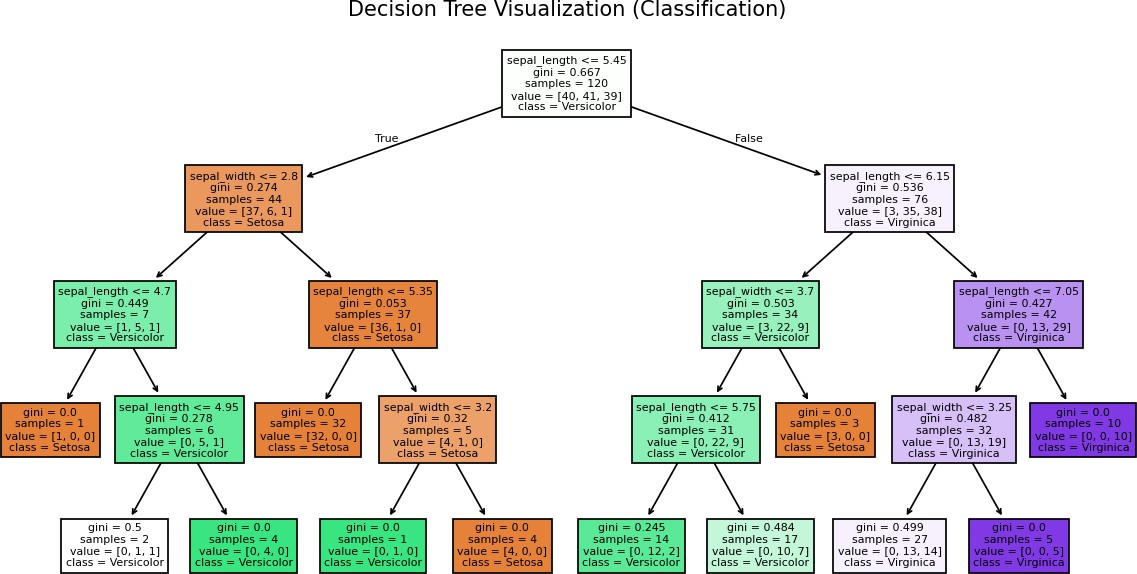 Decision Tree Visualization (Classification)
sepal_length <= 5.45
gini = 0.667
samples = 120
value = [40, 41, 39]
class = Versicolor
True
False
sepal_width <= 2.8
gini = 0.274
samples = 44
value = [37, 6, 1]
class = Setosa
sepal_length <= 6.15
gini = 0.536
samples = 76
value = [3, 35, 38]
class = Virginica
sepal_length <= 4.7
gini = 0.449
samples = 7
value = [1, 5, 1]
class = Versicolor
sepal_length <= 5.35
gini = 0.053
samples = 37
value = [36, 1, 0]
class = Setosa
sepal_width <= 3.7
gini = 0.503
samples = 34
value = [3, 22, 9]
class = Versicolor
sepal_length <= 7.05
gini = 0.427
samples = 42
value = [0, 13, 29]
class = Virginica
gini = 0.0
samples = 1
value = [1, 0, 0]
class = Setosa
sepal_length <= 4.95
gini = 0.278
samples = 6
value = [0, 5, 1]
class = Versicolor
gini = 0.0
samples = 32
value = [32, 0, 0]
class = Setosa
sepal_width <= 3.2
gini = 0.32
samples = 5
value = [4, 1, 0]
class = Setosa
sepal_length <= 5.75
gini = 0.412
samples = 31
value = [0, 22, 9]
class = Versicolor
gini = 0.0
samples = 3
value = [3, 0, 0]
class = Setosa
sepal_width <= 3.25
gini = 0.482
samples = 32
value = [0, 13, 19]
class = Virginica
gini = 0.0
samples = 10
value = [0, 0, 10]
class = Virginica
gini = 0.5
samples = 2
value = [0, 1, 1]
class = Versicolor
gini = 0.0
samples = 4
value = [0, 4, 0]
class = Versicolor
gini = 0.0
samples = 1
value = [0, 1, 0]
class = Versicolor
gini = 0.0
samples = 4
value = [4, 0, 0]
class = Setosa
gini = 0.245
samples = 14
value = [0, 12, 2]
class = Versicolor
gini = 0.484
samples = 17
value = [0, 10, 7]
class = Versicolor
gini = 0.499
samples = 27
value = [0, 13, 14]
class = Virginica
gini = 0.0
samples = 5
value = [0, 0, 5]
class = Virginica